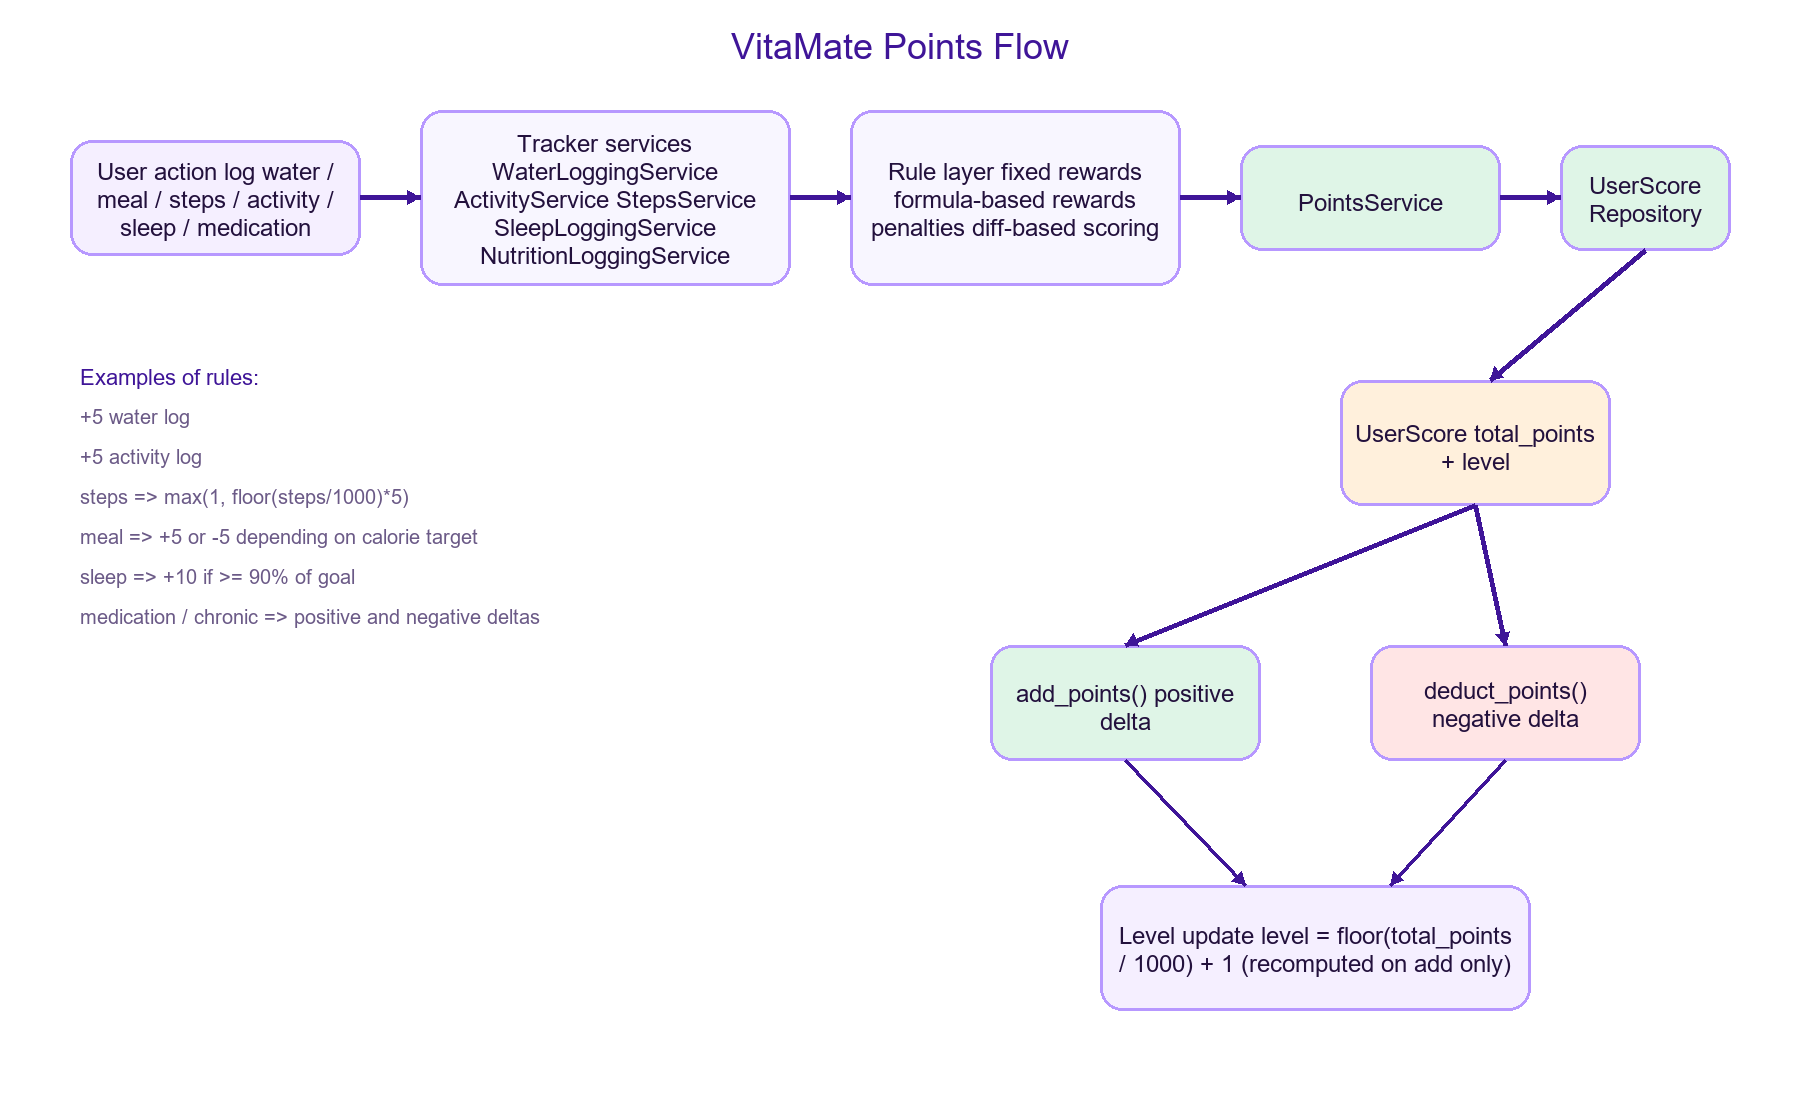 VitaMate Points Flow
User action log water /
meal / steps / activity /
sleep / medication
Tracker services
WaterLoggingService
ActivityService StepsService
SleepLoggingService
NutritionLoggingService
Rule layer fixed rewards
formula-based rewards
penalties diff-based scoring
PointsService
UserScore
Repository
Examples of rules:
+5 water log
+5 activity log
steps => max(1, floor(steps/1000)*5)
meal => +5 or -5 depending on calorie target
sleep => +10 if >= 90% of goal
medication / chronic => positive and negative deltas
UserScore total_points
+ level
add_points() positive
delta
deduct_points()
negative delta
Level update level = floor(total_points
/ 1000) + 1 (recomputed on add only)